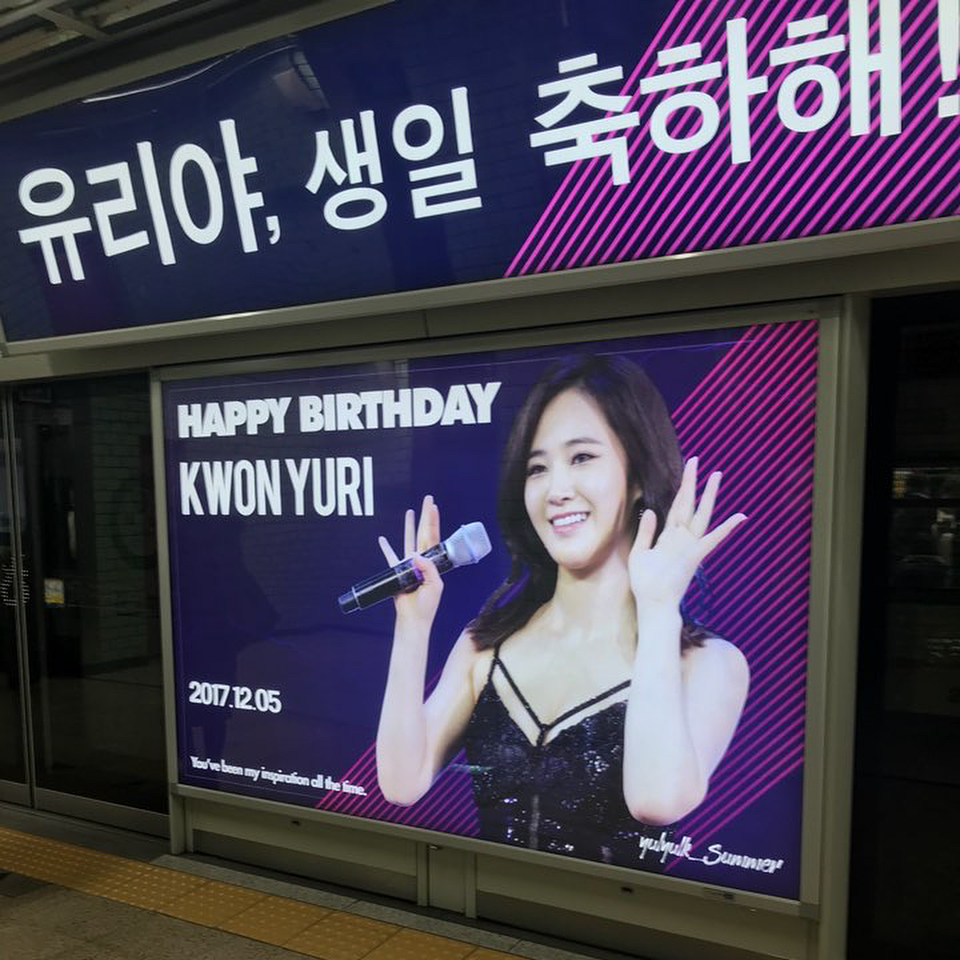 유리야, 생일 축하해!
HAPPY BIRTHDAY
KWON YURI
2017.12.05
You've been my inspiration all the time.
yulyulk_Summer